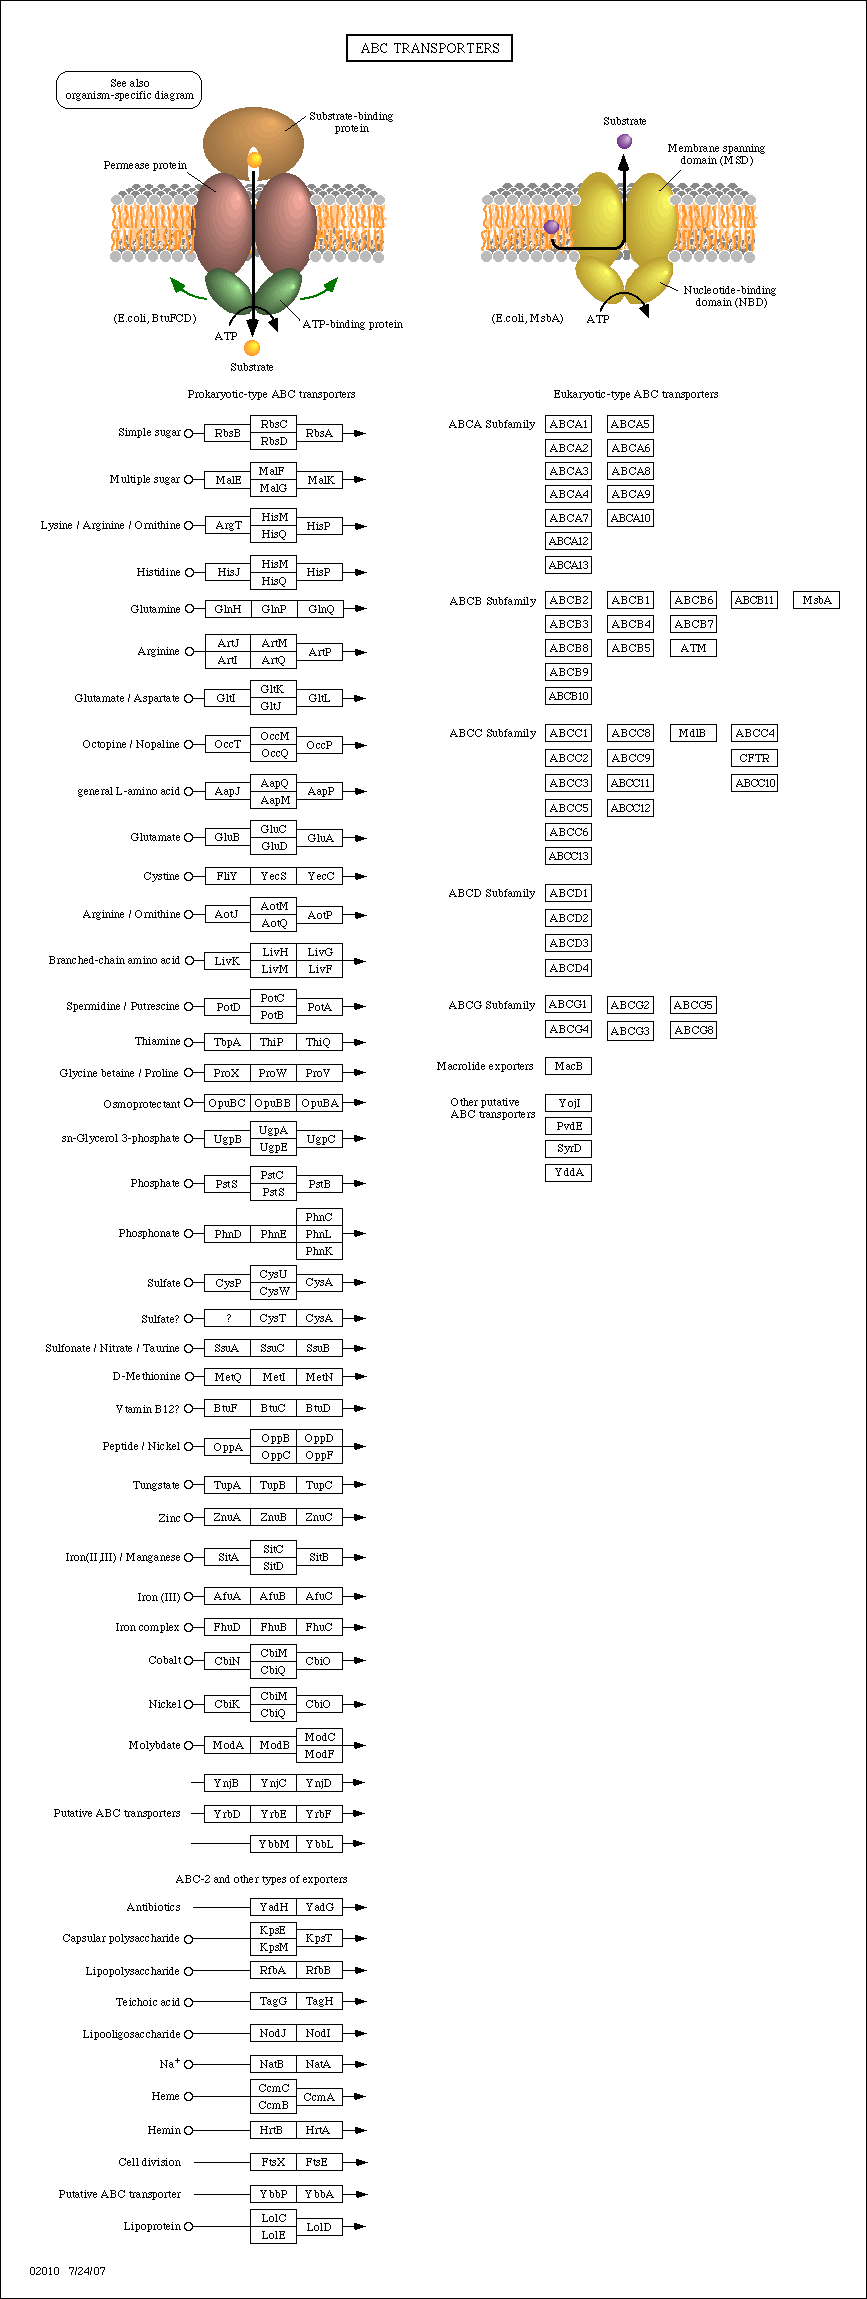 ABC TRANSPORTERS
See also
organism-specific diagram
Substrate-binding
protein
Permease protein
(E.coli, BtuFCD)
ATP
ATP-binding protein
Substrate
Substrate
Membrane spanning
domain (MSD)
Nucleotide-binding
domain (NBD)
(E.coli, MsbA)
ATP
Prokaryotic-type ABC transporters
Simple sugar RbsB RbsC RbsD RbsA
Multiple sugar MalE MalF MalG MalK
Lysine / Arginine / Ornithine ArgT HisM HisQ HisP
Histidine HisJ HisM HisQ HisP
Glutamine GlnH GlnP GlnQ
Arginine ArtJ ArtI ArtM ArtQ ArtP
Glutamate / Aspartate GltI GltK GltJ GltL
Octopine / Nopaline OccT OccM OccQ OccP
general L-amino acid AapJ AapQ AapM AapP
Glutamate GluB GluC GluD GluA
Cystine FliY YecS YecC
Arginine / Ornithine AotJ AotM AotQ AotP
Branched-chain amino acid LivK LivH LivM LivG LivF
Spermidine / Putrescine PotD PotC PotB PotA
Thiamine TbpA ThiP ThiQ
Glycine betaine / Proline ProX ProW ProV
Osmoprotectant OpuBC OpuBB OpuBA
sn-Glycerol 3-phosphate UgpB UgpA UgpE UgpC
Phosphate PstS PstC PstS PstB
Phosphonate PhnD PhnE PhnC PhnL PhnK
Sulfate CysP CysU CysW CysA
Sulfate? ? CysT CysA
Sulfonate / Nitrate / Taurine SsuA SsuC SsuB
D-Methionine MetQ MetI MetN
Vtamin B12? BtuF BtuC BtuD
Peptide / Nickel OppA OppB OppC OppD OppF
Tungstate TupA TupB TupC
Zinc ZnuA ZnuB ZnuC
Iron(II,III) / Manganese SitA SitC SitD SitB
Iron (III) AfuA AfuB AfuC
Iron complex FhuD FhuB FhuC
Cobalt CbiN CbiM CbiQ CbiO
Nickel CbiK CbiM CbiQ CbiO
Molybdate ModA ModB ModC ModF
YnjB YnjC YnjD
Putative ABC transporters YrbD YrbE YrbF
YbbM YbbL
ABC-2 and other types of exporters
Antibiotics YadH YadG
Capsular polysaccharide KpsE KpsM KpsT
Lipopolysaccharide RfbA RfbB
Teichoic acid TagG TagH
Lipooligosaccharide NodJ NodI
Na+ NatB NatA
Heme CcmC CcmB CcmA
Hemin HrtB HrtA
Cell division FtsX FtsE
Putative ABC transporter YbbP YbbA
Lipoprotein LolC LolE LolD
Eukaryotic-type ABC transporters
ABCA Subfamily ABCA1 ABCA5
ABCA2 ABCA6
ABCA3 ABCA8
ABCA4 ABCA9
ABCA7 ABCA10
ABCA12
ABCA13
ABCB Subfamily ABCB2 ABCB1 ABCB6 ABCB11 MsbA
ABCB3 ABCB4 ABCB7
ABCB8 ABCB5 ATM
ABCB9
ABCB10
ABCC Subfamily ABCC1 ABCC8 MdlB ABCC4
ABCC2 ABCC9 CFTR
ABCC3 ABCC11 ABCC10
ABCC5 ABCC12
ABCC6
ABCC13
ABCD Subfamily ABCD1
ABCD2
ABCD3
ABCD4
ABCG Subfamily ABCG1 ABCG2 ABCG5
ABCG4 ABCG3 ABCG8
Macrolide exporters MacB
Other putative
ABC transporters
YojI
PvdE
SyrD
YddA
02010 7/24/07